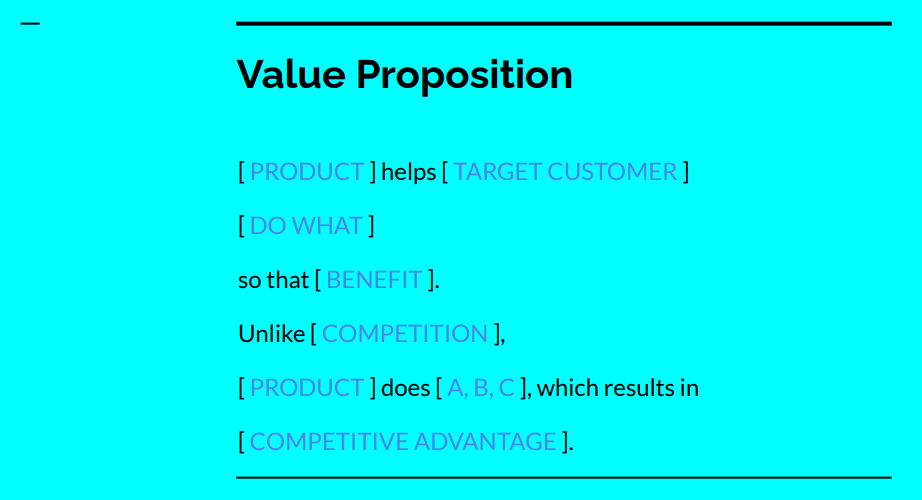 Value Proposition
[ PRODUCT ] helps [ TARGET CUSTOMER ]
[ DO WHAT ]
so that [ BENEFIT ].
Unlike [ COMPETITION ],
[ PRODUCT ] does [ A, B, C ], which results in
[ COMPETITIVE ADVANTAGE ].